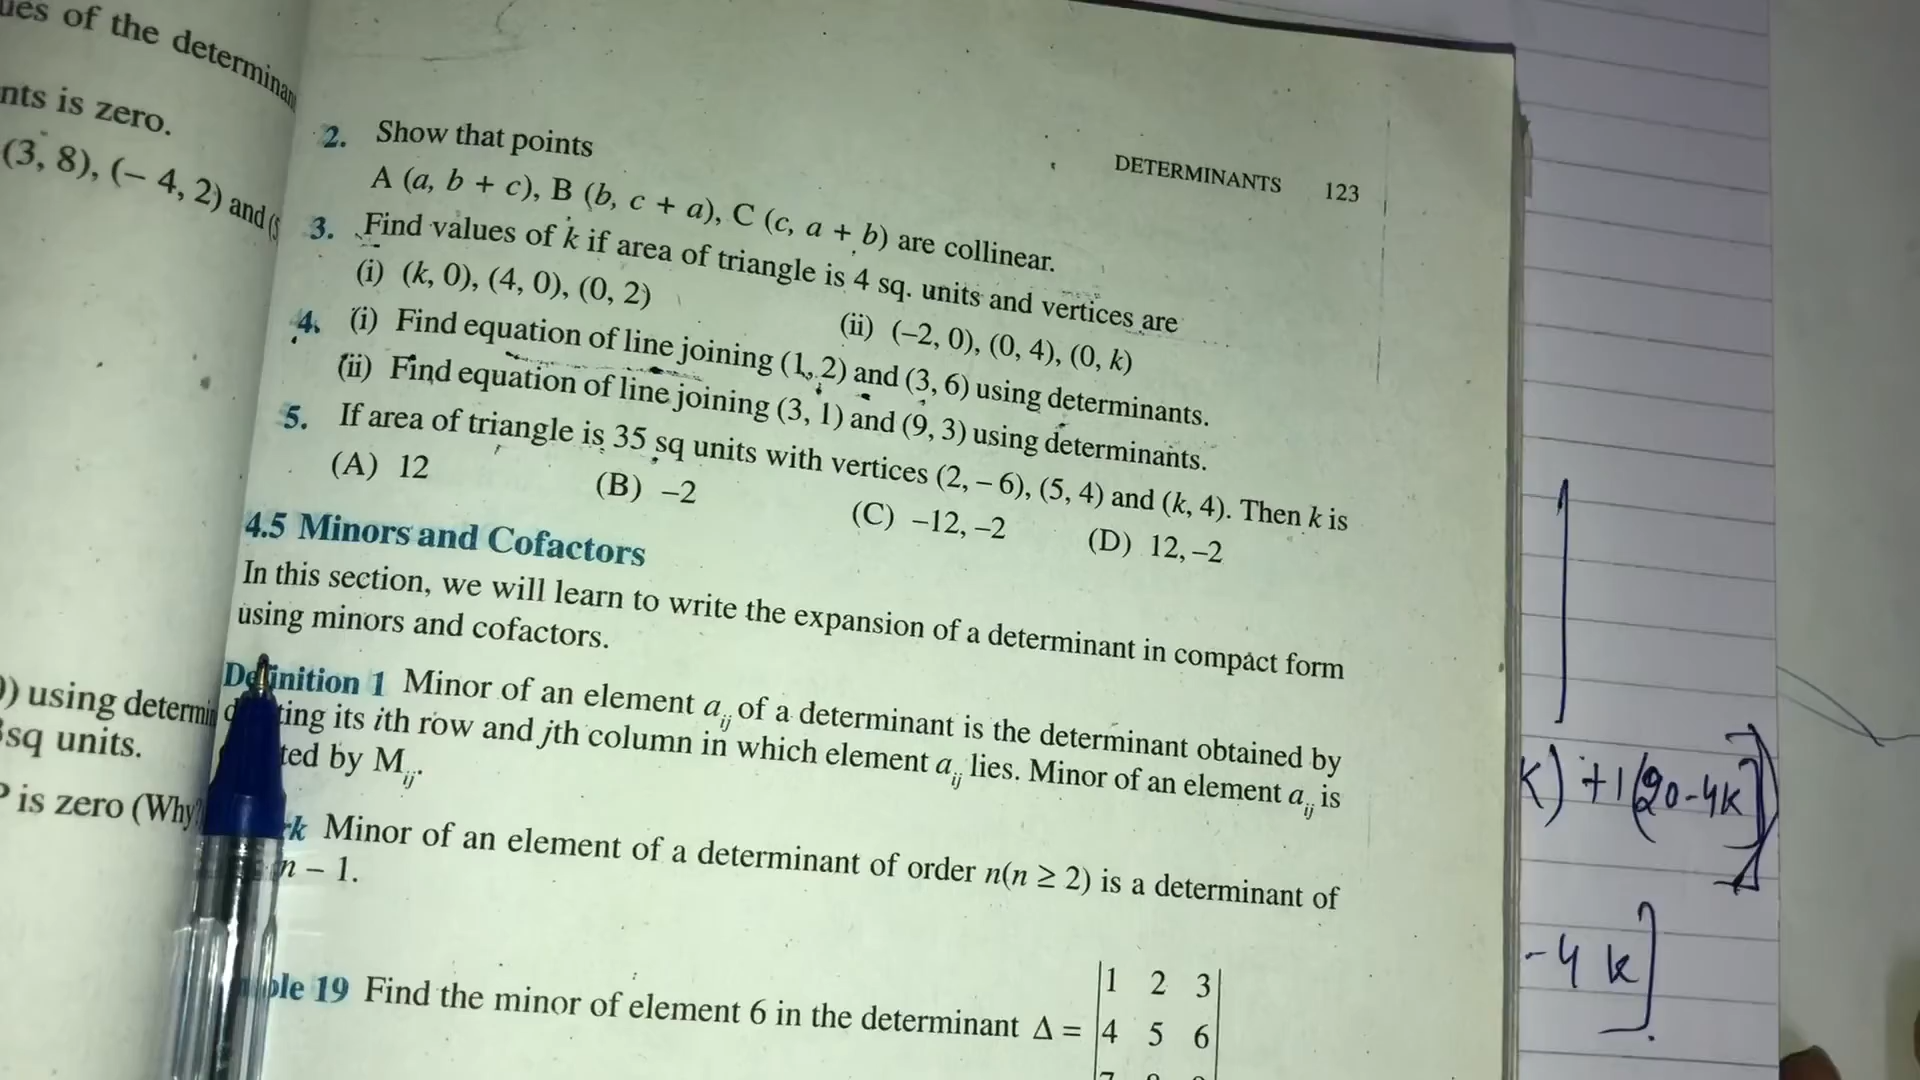 ues of the determinan
nts is zero.
(3, 8), (– 4, 2) and (5
) using determin
sq units.
P is zero (Why?
DETERMINANTS 123
2. Show that points
A (a, b + c), B (b, c + a), C (c, a + b) are collinear.
3. Find values of k if area of triangle is 4 sq. units and vertices are
(i) (k, 0), (4, 0), (0, 2) (ii) (–2, 0), (0, 4), (0, k)
4. (i) Find equation of line joining (1, 2) and (3, 6) using determinants.
(ii) Find equation of line joining (3, 1) and (9, 3) using determinants.
5. If area of triangle is 35 sq units with vertices (2, – 6), (5, 4) and (k, 4). Then k is
(A) 12 (B) –2 (C) –12, –2 (D) 12, –2
4.5 Minors and Cofactors
In this section, we will learn to write the expansion of a determinant in compact form
using minors and cofactors.
Definition 1 Minor of an element aij of a determinant is the determinant obtained by
ting its ith row and jth column in which element aij lies. Minor of an element aij is
ted by Mij.
rk Minor of an element of a determinant of order n(n ≥ 2) is a determinant of
n – 1.
ple 19 Find the minor of element 6 in the determinant Δ =
1 2 3
4 5 6
k) + 1(20-4k)]
-4k]